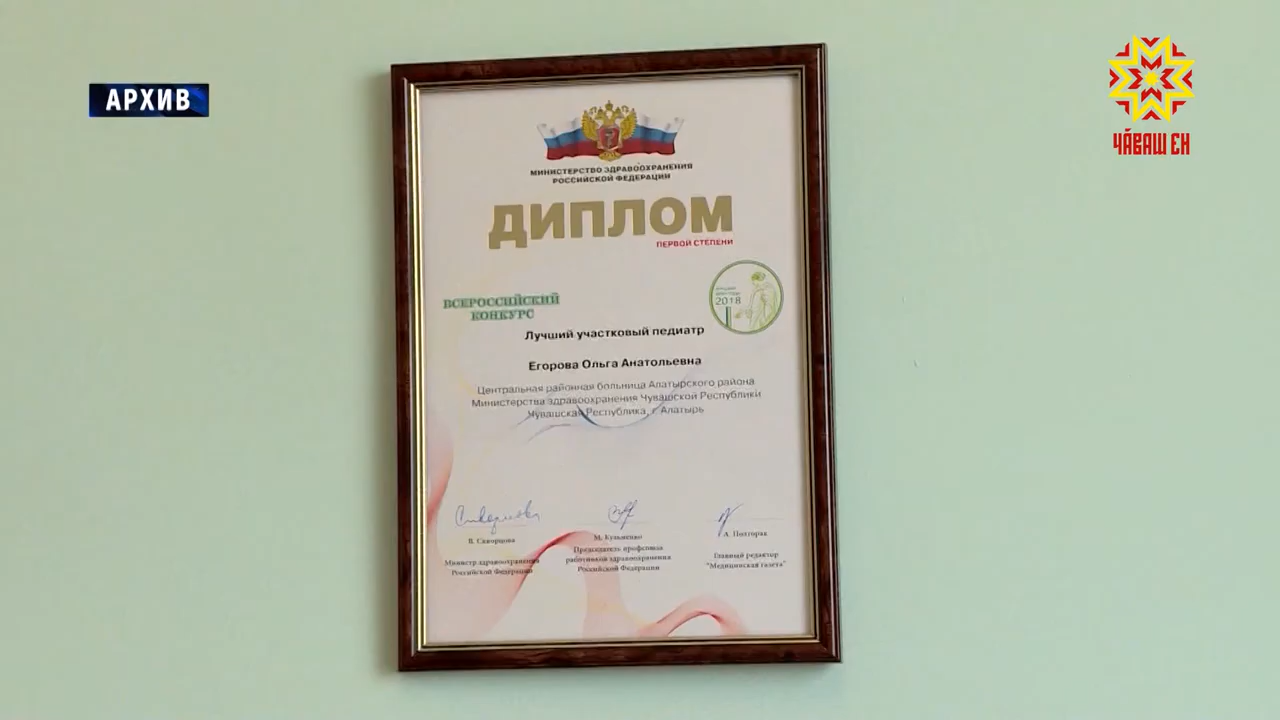 АРХИВ
ЧӐВАШ ЕН
МИНИСТЕРСТВО ЗДРАВООХРАНЕНИЯ
РОССИЙСКОЙ ФЕДЕРАЦИИ
ДИПЛОМ
ПЕРВОЙ СТЕПЕНИ
ВСЕРОССИЙСКИЙ
КОНКУРС
2018
Лучший участковый педиатр
Егорова Ольга Анатольевна
Центральная районная больница Алатырского района
Министерства здравоохранения Чувашской Республики
Чувашская Республика, г. Алатырь
В. Скворцова
Министр здравоохранения
Российской Федерации
М. Кузьменко
Председатель профсоюза
работников здравоохранения
Российской Федерации
А. Полторак
Главный редактор
"Медицинская газета"